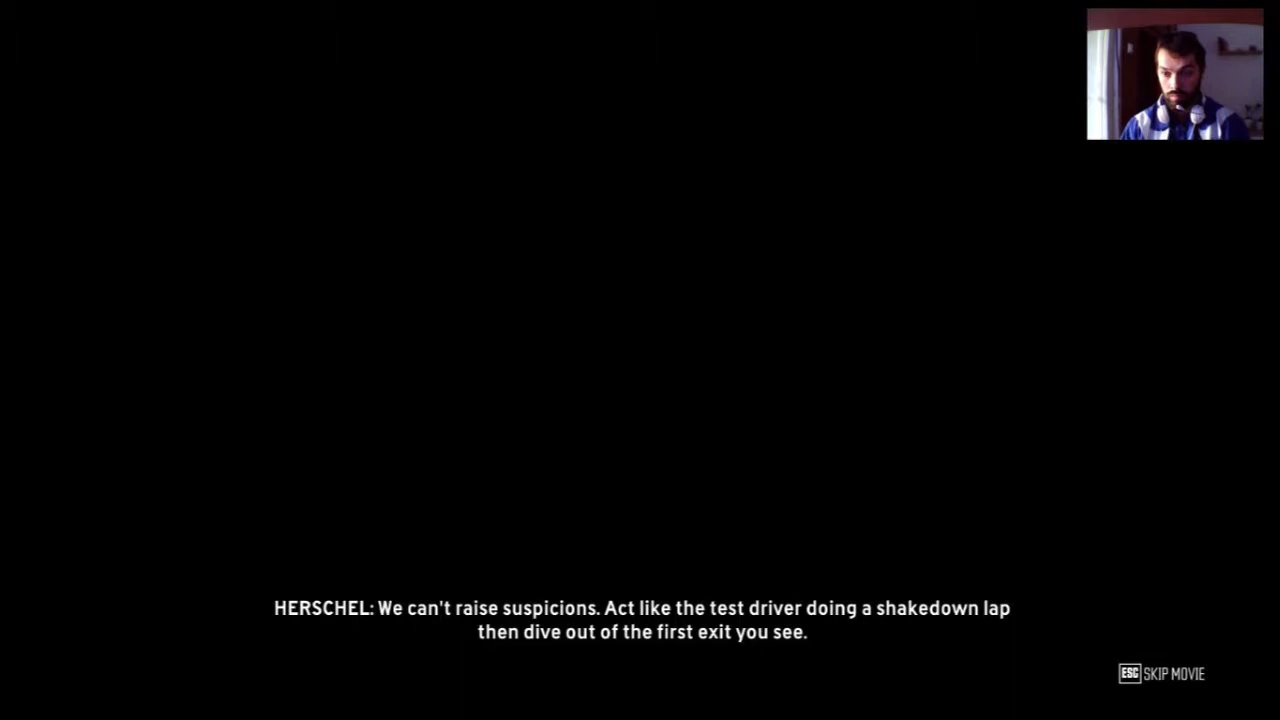 HERSCHEL: We can't raise suspicions. Act like the test driver doing a shakedown lap
then dive out of the first exit you see.
ESC SKIP MOVIE